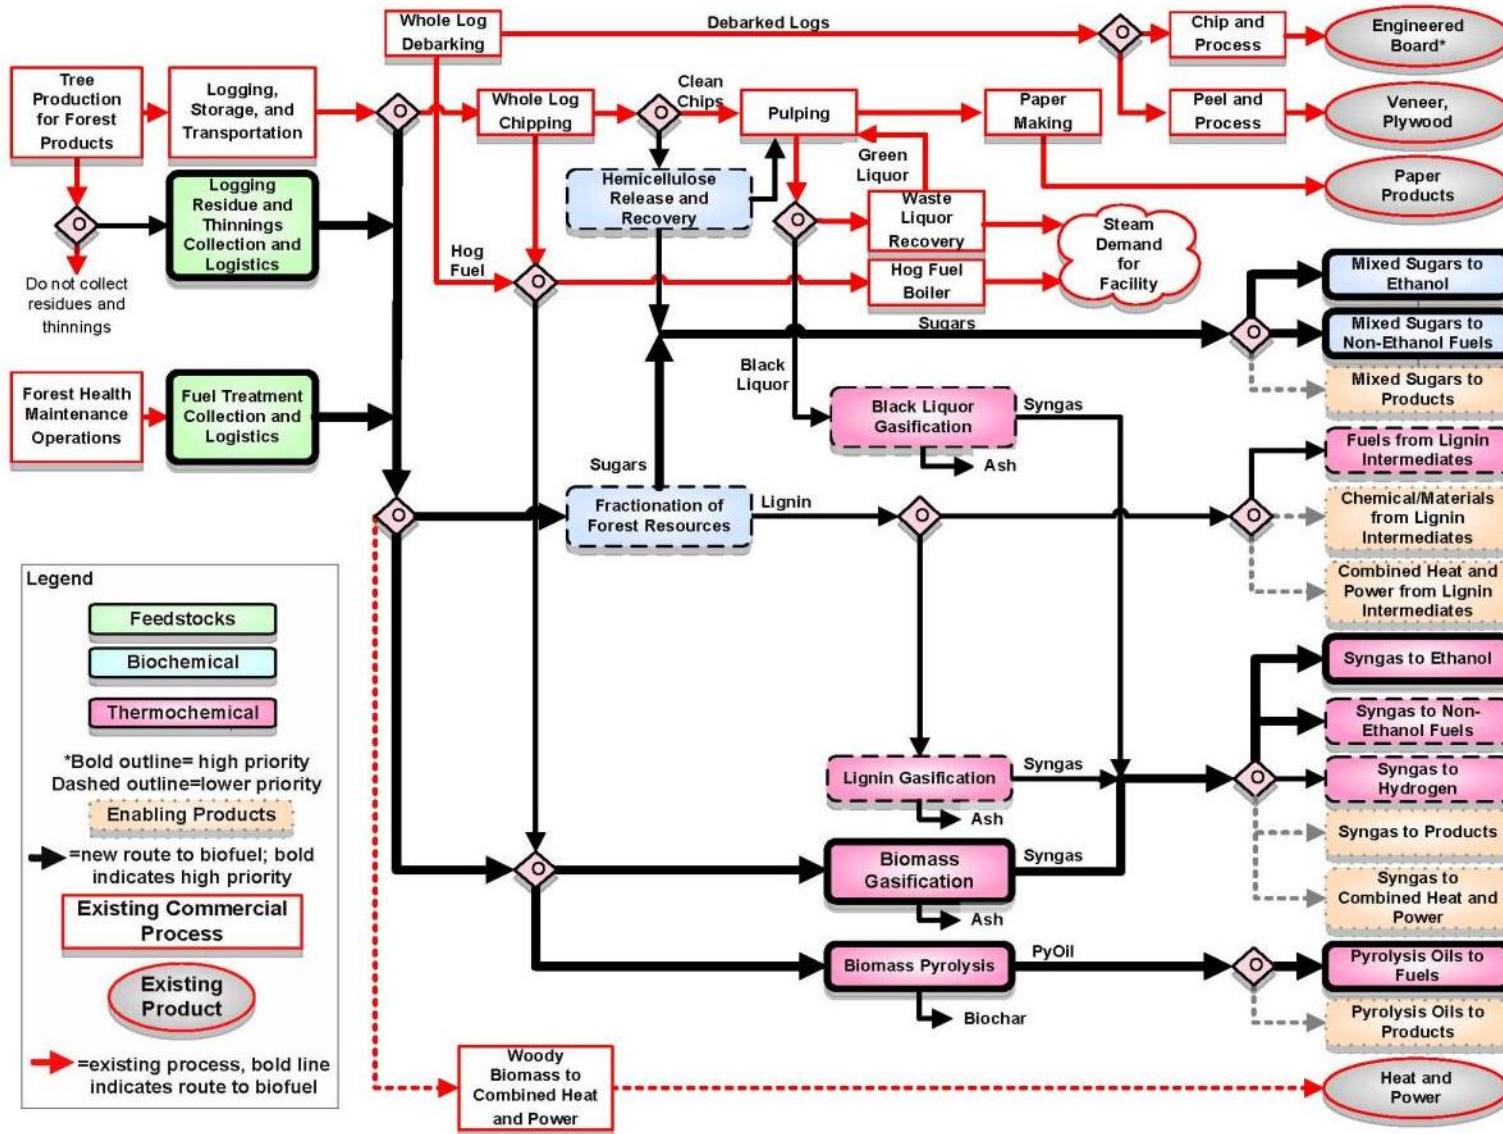 Whole Log
Debarking
Debarked Logs
O
Chip and
Process
Engineered
Board*
Tree
Production
for Forest
Products
Logging,
Storage, and
Transportation
O
Whole Log
Chipping
O
Clean
Chips
Pulping
Paper
Making
Peel and
Process
Veneer,
Plywood
Green
Liquor
Paper
Products
O
Logging
Residue and
Thinnings
Collection and
Logistics
Hemicellulose
Release and
Recovery
O
Waste
Liquor
Recovery
Steam
Demand
for
Facility
Do not collect
residues and
thinnings
Hog
Fuel
O
Hog Fuel
Boiler
Mixed Sugars to
Ethanol
Sugars
O
Mixed Sugars to
Non-Ethanol Fuels
Black
Liquor
Mixed Sugars to
Products
Forest Health
Maintenance
Operations
Fuel Treatment
Collection and
Logistics
Black Liquor
Gasification
Syngas
Ash
Fuels from Lignin
Intermediates
Sugars
O
Fractionation of
Forest Resources
Lignin
O
O
Chemical/Materials
from Lignin
Intermediates
Combined Heat and
Power from Lignin
Intermediates
Legend
Feedstocks
Biochemical
Thermochemical
*Bold outline= high priority
Dashed outline=lower priority
Enabling Products
=new route to biofuel; bold
indicates high priority
Existing Commercial
Process
Existing
Product
=existing process, bold line
indicates route to biofuel
Syngas to Ethanol
Syngas to Non-
Ethanol Fuels
Lignin Gasification
Syngas
O
Syngas to
Hydrogen
Ash
Syngas to Products
O
Biomass
Gasification
Syngas
Ash
Syngas to
Combined Heat and
Power
Biomass Pyrolysis
PyOil
O
Pyrolysis Oils to
Fuels
Biochar
Pyrolysis Oils to
Products
Woody
Biomass to
Combined Heat
and Power
Heat and
Power